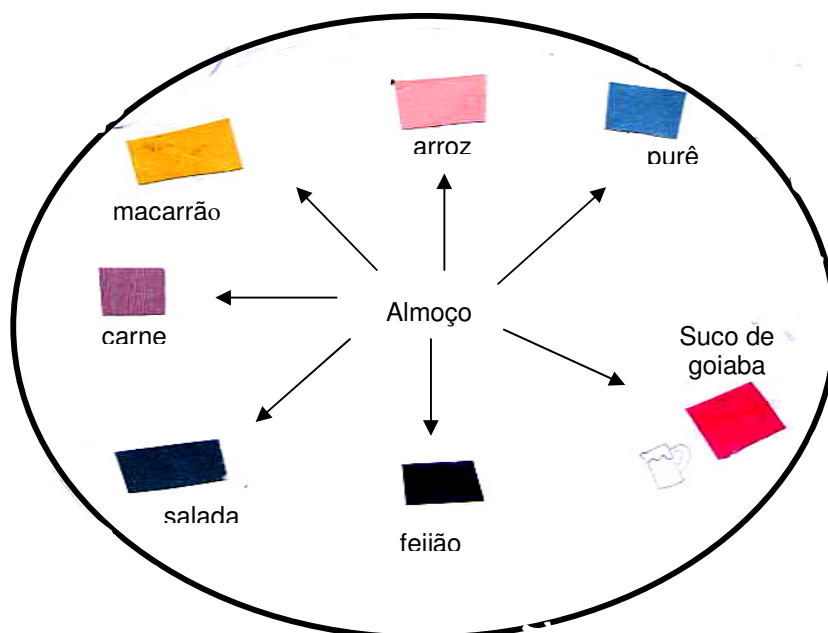 arroz
purê
macarrão
Almoço
carne
Suco de
goiaba
salada
feijão